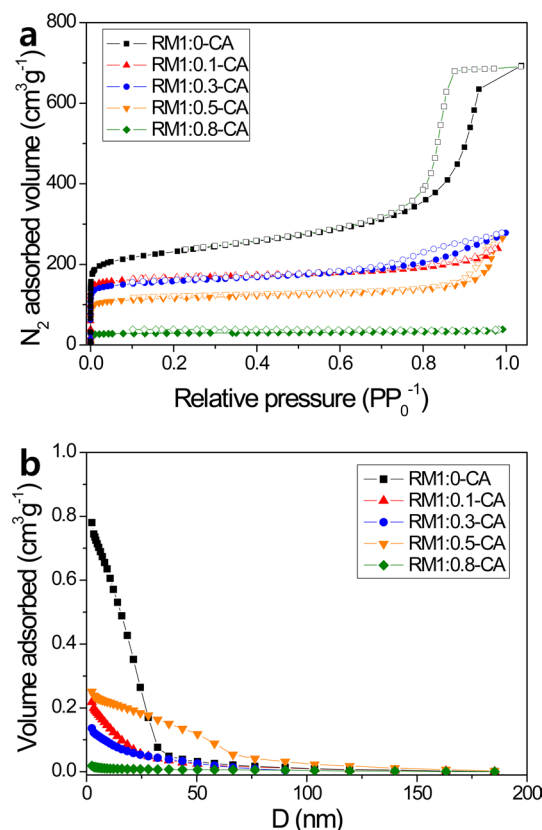 a
800
600
400
200
0
N₂ adsorbed volume (cm³g⁻¹)
RM1:0-CA
RM1:0.1-CA
RM1:0.3-CA
RM1:0.5-CA
RM1:0.8-CA
0.0 0.2 0.4 0.6 0.8 1.0
Relative pressure (PP₀⁻¹)
b
1.0
0.8
0.6
0.4
0.2
0.0
Volume adsorbed (cm³g⁻¹)
RM1:0-CA
RM1:0.1-CA
RM1:0.3-CA
RM1:0.5-CA
RM1:0.8-CA
0 50 100 150 200
D (nm)